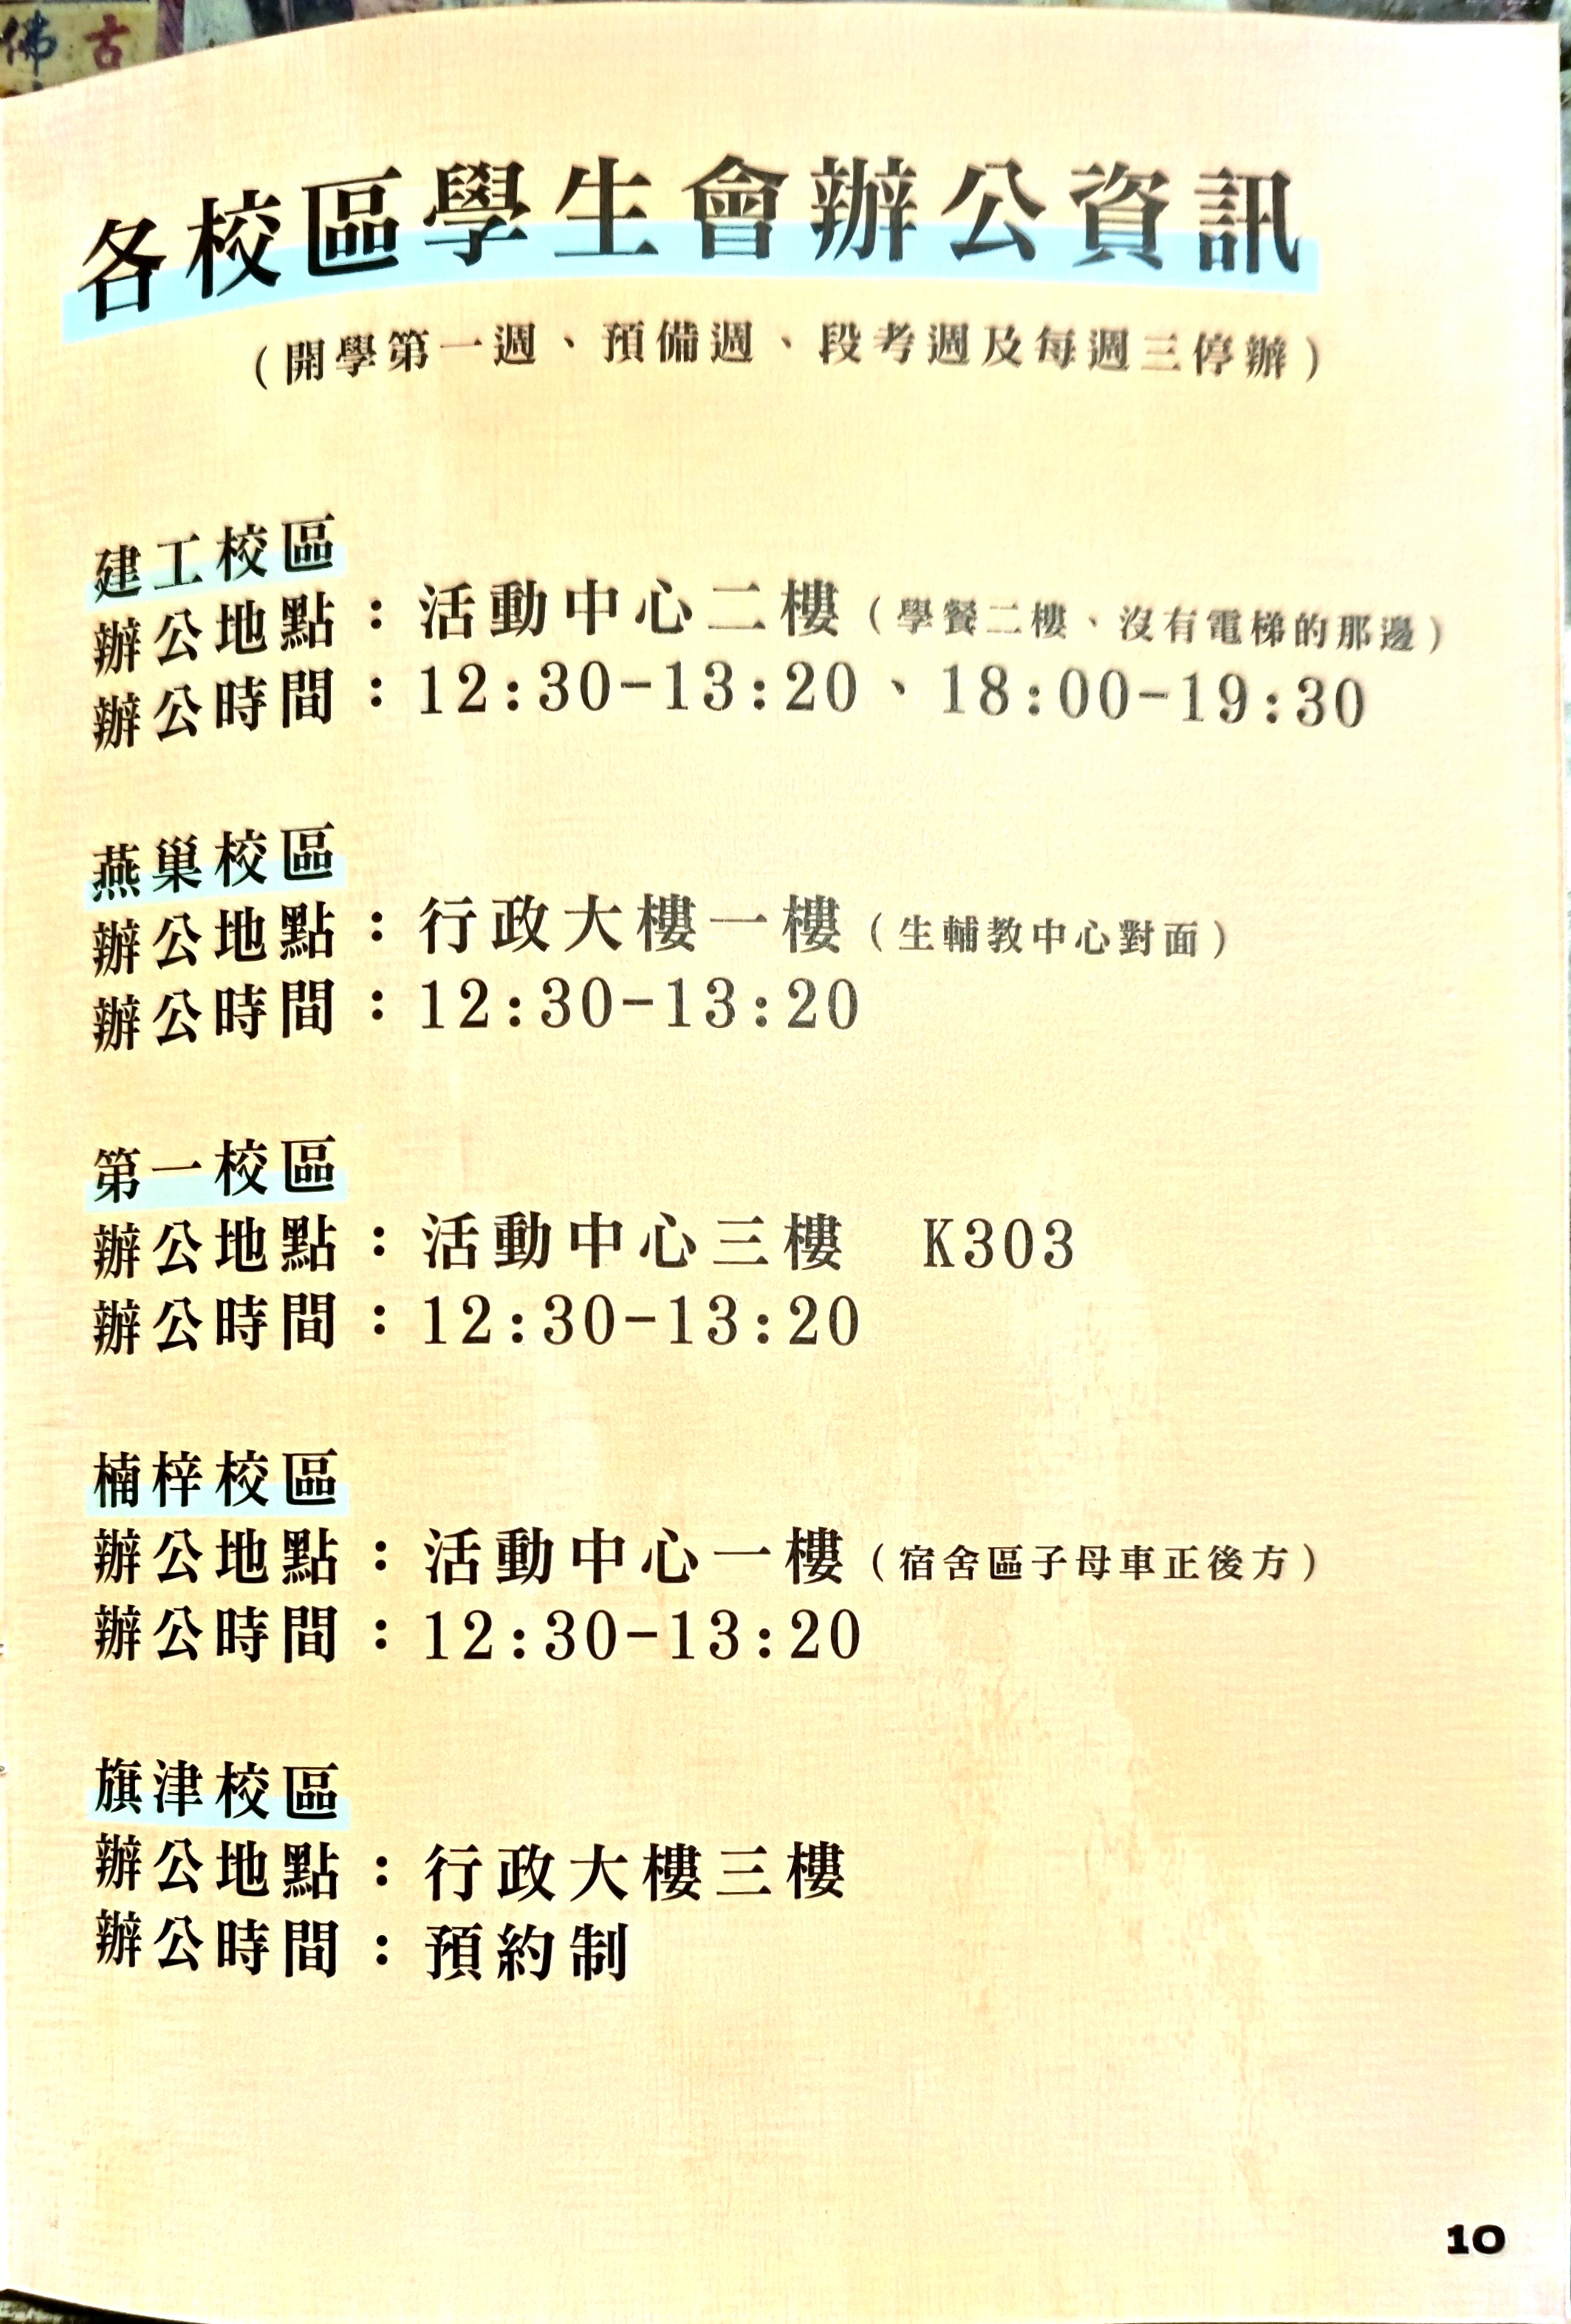 佛 古
各校區學生會辦公資訊
(開學第一週、預備週、段考週及每週三停辦)
建工校區
辦公地點：活動中心二樓(學餐二樓、沒有電梯的那邊)
辦公時間：12:30-13:20、18:00-19:30
燕巢校區
辦公地點：行政大樓一樓(生輔教中心對面)
辦公時間：12:30-13:20
第一校區
辦公地點：活動中心三樓 K303
辦公時間：12:30-13:20
楠梓校區
辦公地點：活動中心一樓(宿舍區子母車正後方)
辦公時間：12:30-13:20
旗津校區
辦公地點：行政大樓三樓
辦公時間：預約制
10